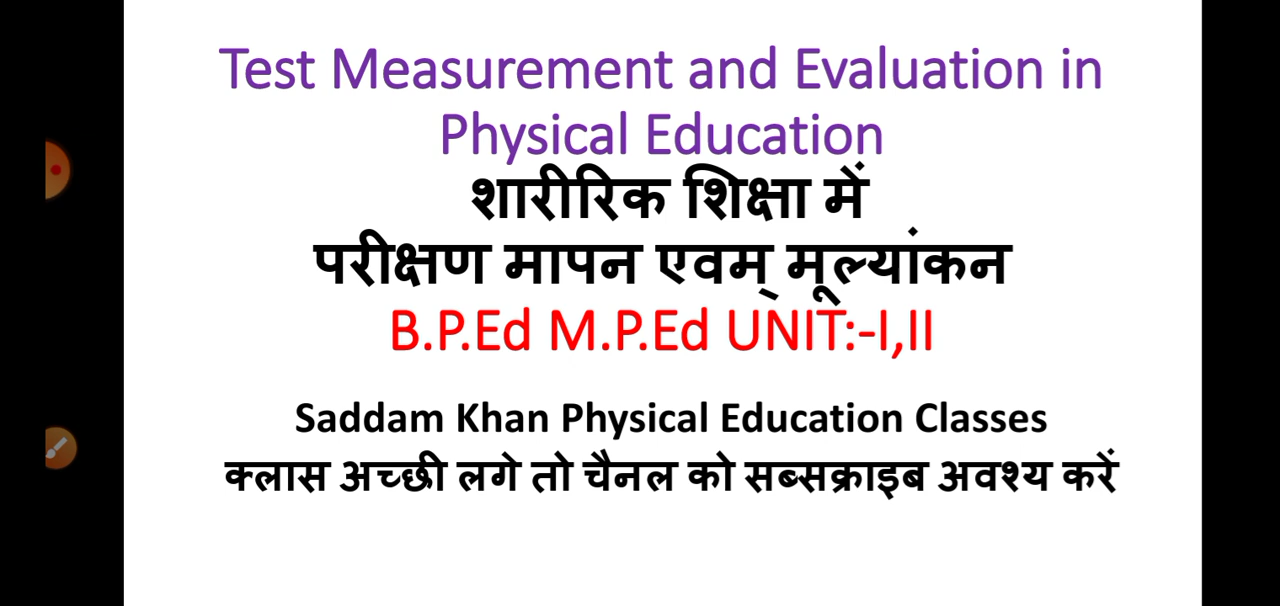 Test Measurement and Evaluation in
Physical Education
शारीरिक शिक्षा में
परीक्षण मापन एवम् मूल्यांकन
B.P.Ed M.P.Ed UNIT:-I,II
Saddam Khan Physical Education Classes
क्लास अच्छी लगे तो चैनल को सब्सक्राइब अवश्य करें